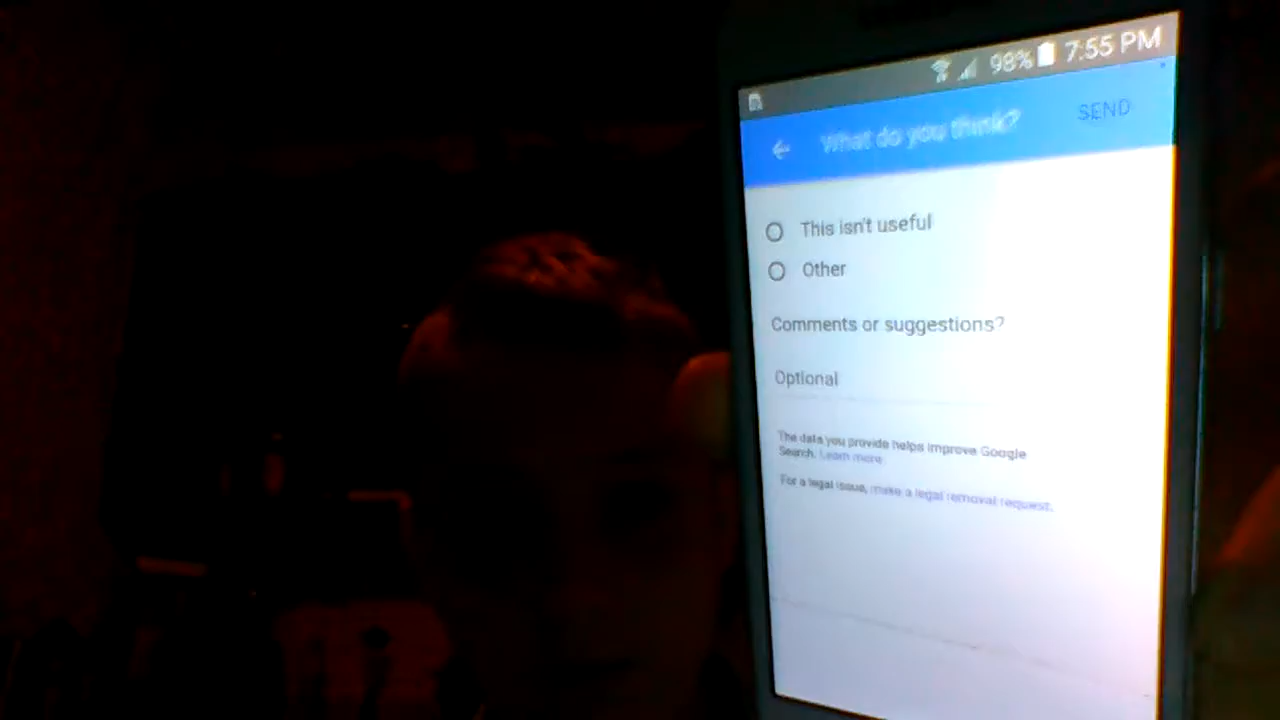 98% 7:55 PM
What do you think? SEND
This isn't useful
Other
Comments or suggestions?
Optional
The data you provide helps improve Google
Search. Learn more.
For a legal issue, make a legal removal request.